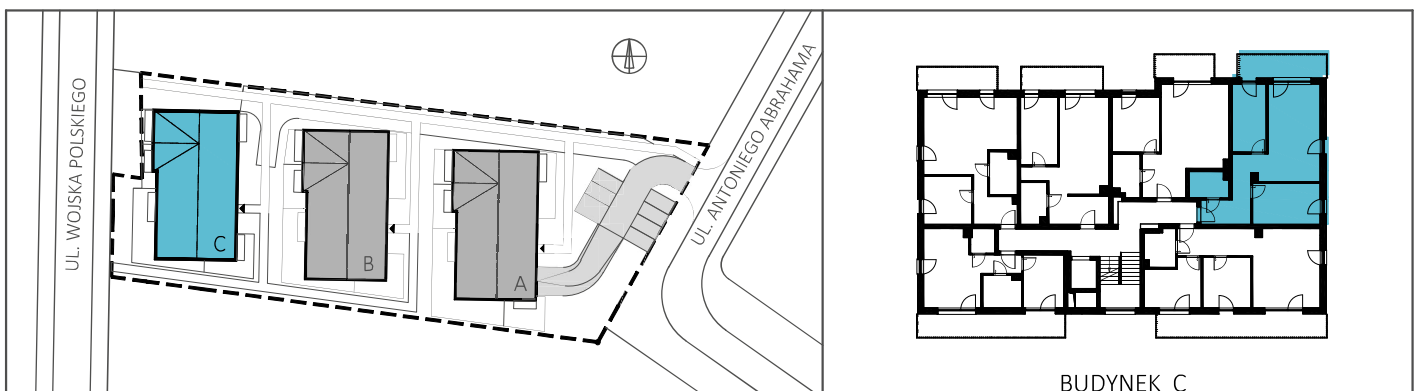 UL. WOJSKA POLSKIEGO
C
B
A
UL. ANTONIEGO ABRAHAMA
BUDYNEK C